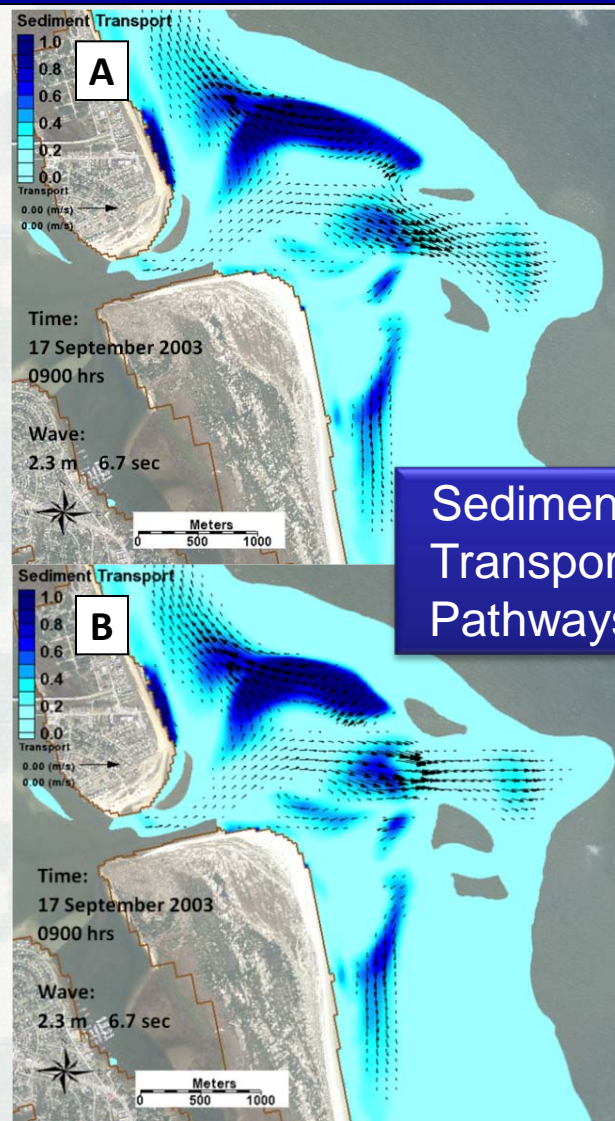 Sediment Transport
1.0
0.8
0.6
0.4
0.2
0.0
Transport
0.00 (m/s)
0.00 (m/s)
A
Time:
17 September 2003
0900 hrs
Wave:
2.3 m 6.7 sec
Meters
0 500 1000
Sedimen
Transpor
Pathways
Sediment Transport
1.0
0.8
0.6
0.4
0.2
0.0
Transport
0.00 (m/s)
0.00 (m/s)
B
Time:
17 September 2003
0900 hrs
Wave:
2.3 m 6.7 sec
Meters
0 500 1000